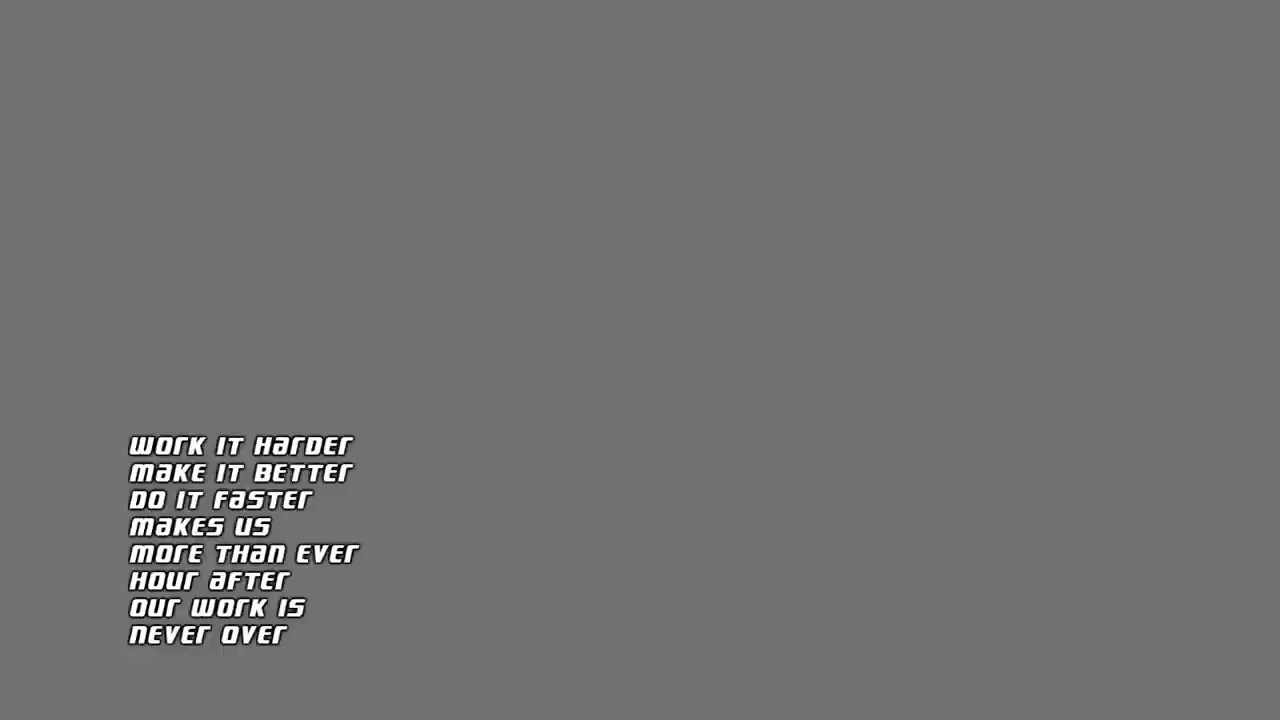 WORK IT HARDER
MAKE IT BETTER
DO IT FASTER
MAKES US
MORE THAN EVER
HOUR AFTER
OUR WORK IS
NEVER OVER